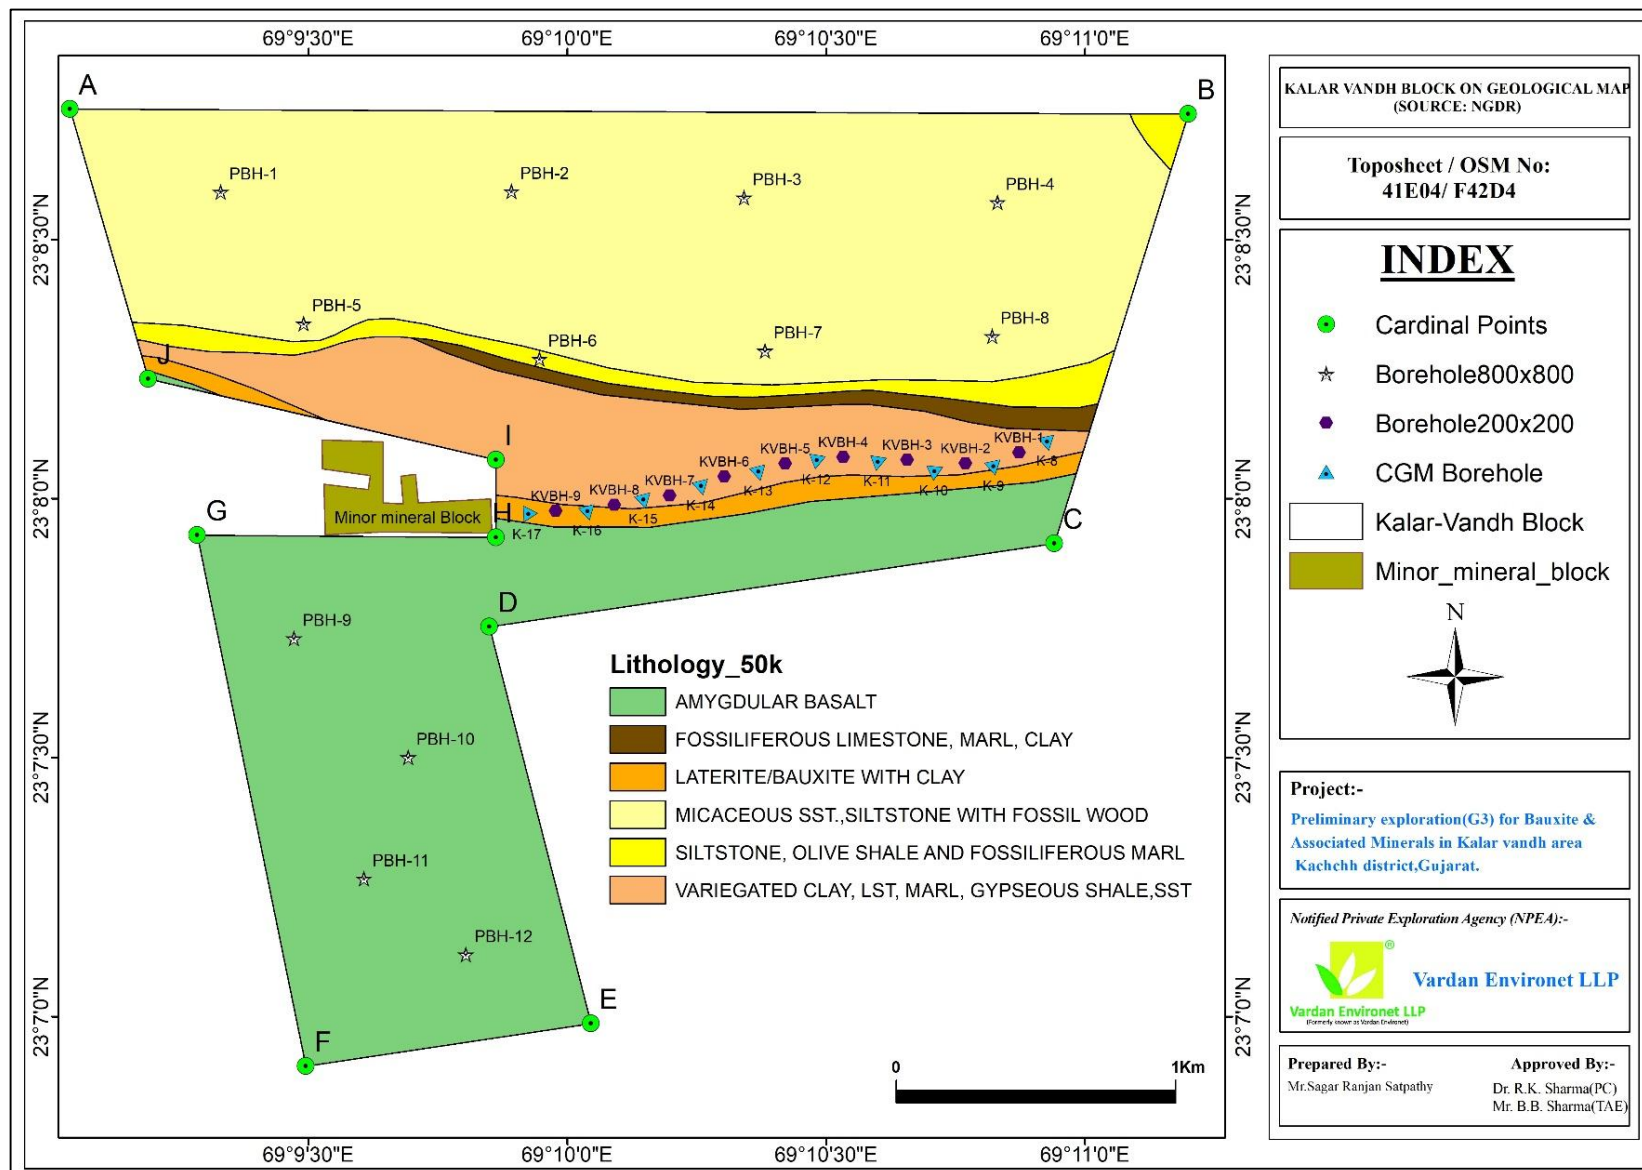 69°9'30"E
69°10'0"E
69°10'30"E
69°11'0"E
A
B
PBH-1
PBH-2
PBH-3
PBH-4
23°8'30"N
23°8'30"N
PBH-5
PBH-6
PBH-7
PBH-8
J
I
KVBH-1
KVBH-2
KVBH-3
KVBH-4
KVBH-5
KVBH-6
KVBH-7
KVBH-8
KVBH-9
K-8
K-9
K-10
K-11
K-12
K-13
K-14
K-15
K-16
K-17
23°8'0"N
23°8'0"N
Minor mineral Block
H
G
C
D
PBH-9
PBH-10
PBH-11
PBH-12
23°7'30"N
23°7'30"N
E
F
23°7'0"N
23°7'0"N
Lithology_50k
AMYGDULAR BASALT
FOSSILIFEROUS LIMESTONE, MARL, CLAY
LATERITE/BAUXITE WITH CLAY
MICACEOUS SST.,SILTSTONE WITH FOSSIL WOOD
SILTSTONE, OLIVE SHALE AND FOSSILIFEROUS MARL
VARIEGATED CLAY, LST, MARL, GYPSEOUS SHALE,SST
0
1Km
69°9'30"E
69°10'0"E
69°10'30"E
69°11'0"E
KALAR VANDH BLOCK ON GEOLOGICAL MAP
(SOURCE: NGDR)
Toposheet / OSM No:
41E04/ F42D4
INDEX
Cardinal Points
Borehole800x800
Borehole200x200
CGM Borehole
Kalar-Vandh Block
Minor_mineral_block
N
Project:-
Preliminary exploration(G3) for Bauxite &
Associated Minerals in Kalar vandh area
Kachchh district,Gujarat.
Notified Private Exploration Agency (NPEA):-
®
Vardan Environet LLP
(Formerly known as Vardan Environet)
Vardan Environet LLP
Prepared By:-
Mr.Sagar Ranjan Satpathy
Approved By:-
Dr. R.K. Sharma(PC)
Mr. B.B. Sharma(TAE)